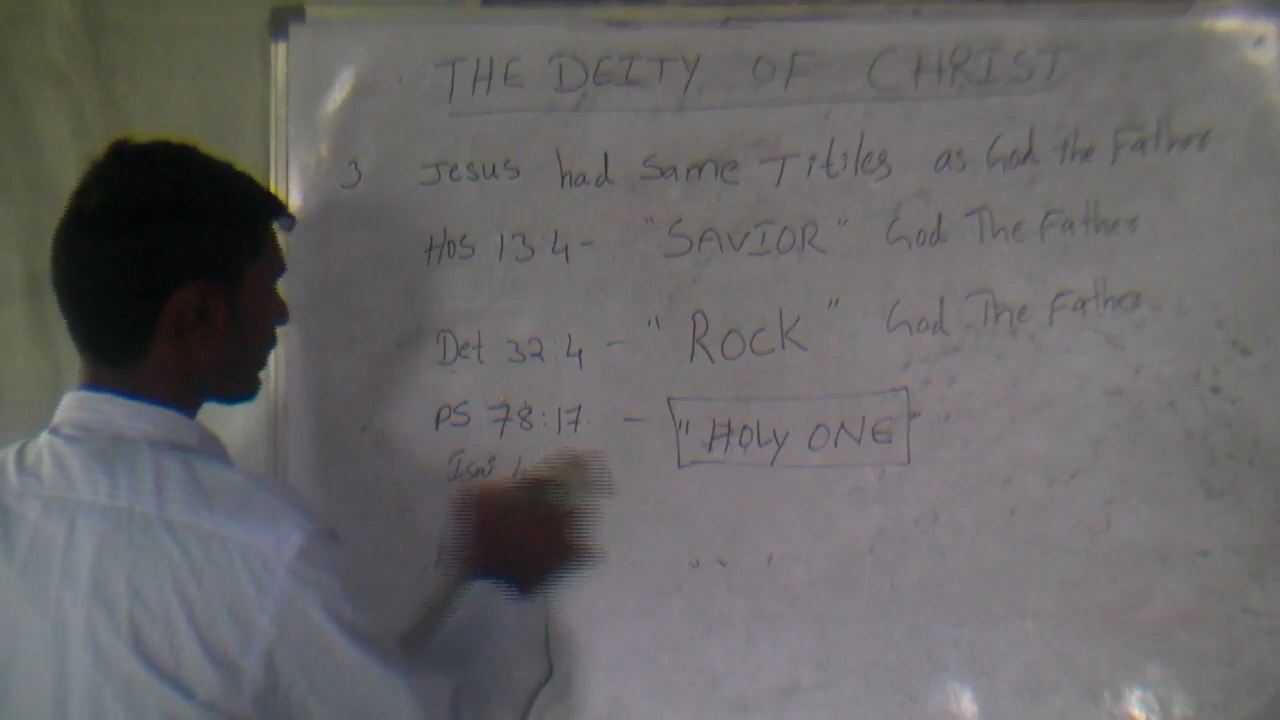 THE DEITY OF CHRIST
3 Jesus had Same Titiles as God the Father
Hos 13:4 - "SAVIOR" God The Father
Det 32:4 - "ROCK" God The Father
PS 78:17. - "HOLY ONE"